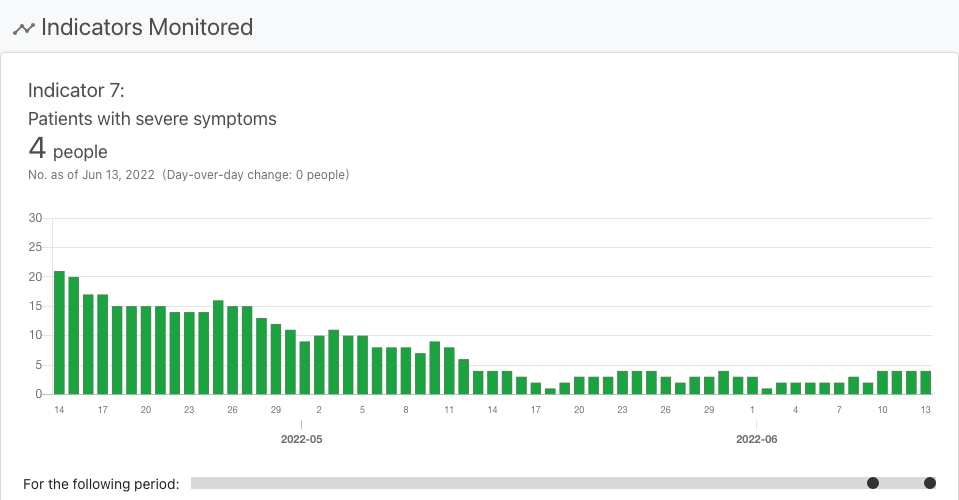 Indicators Monitored
Indicator 7:
Patients with severe symptoms
4 people
No. as of Jun 13, 2022 (Day-over-day change: 0 people)
30
25
20
15
10
5
0
14 17 20 23 26 29 2 5 8 11 14 17 20 23 26 29 1 4 7 10 13
2022-05 2022-06
For the following period: